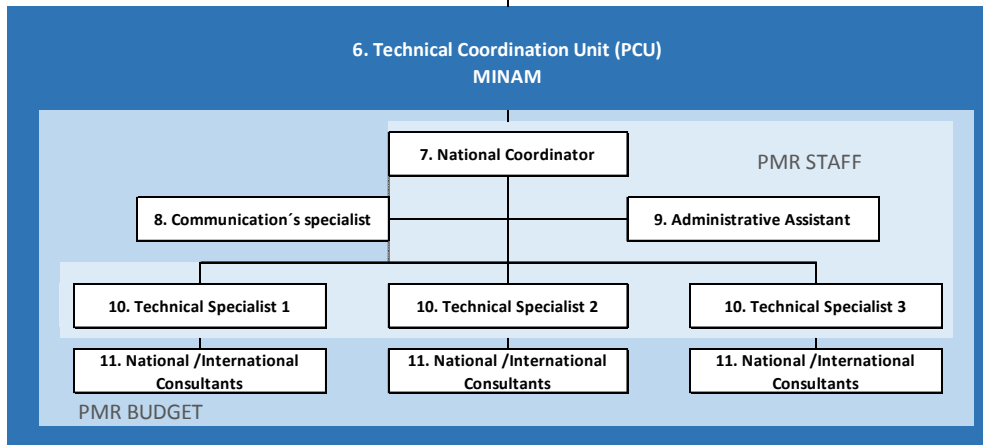 6. Technical Coordination Unit (PCU)
MINAM
7. National Coordinator
PMR STAFF
8. Communication´s specialist
9. Administrative Assistant
10. Technical Specialist 1
10. Technical Specialist 2
10. Technical Specialist 3
11. National /International
Consultants
11. National /International
Consultants
11. National /International
Consultants
PMR BUDGET